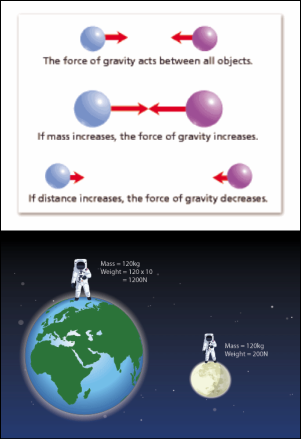 The force of gravity acts between all objects.
If mass increases, the force of gravity increases.
If distance increases, the force of gravity decreases.
Mass = 120kg
Weight = 120 x 10
= 1200N
Mass = 120kg
Weight = 200N